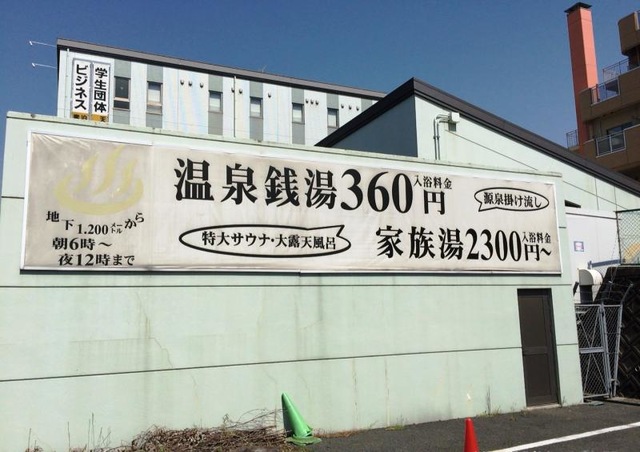 学生団体
ビジネス
温泉銭湯360円
入浴料金
源泉掛け流し
地下1.200メートルから
朝6時〜
夜12時まで
特大サウナ・大露天風呂
家族湯2300円〜
入浴料金